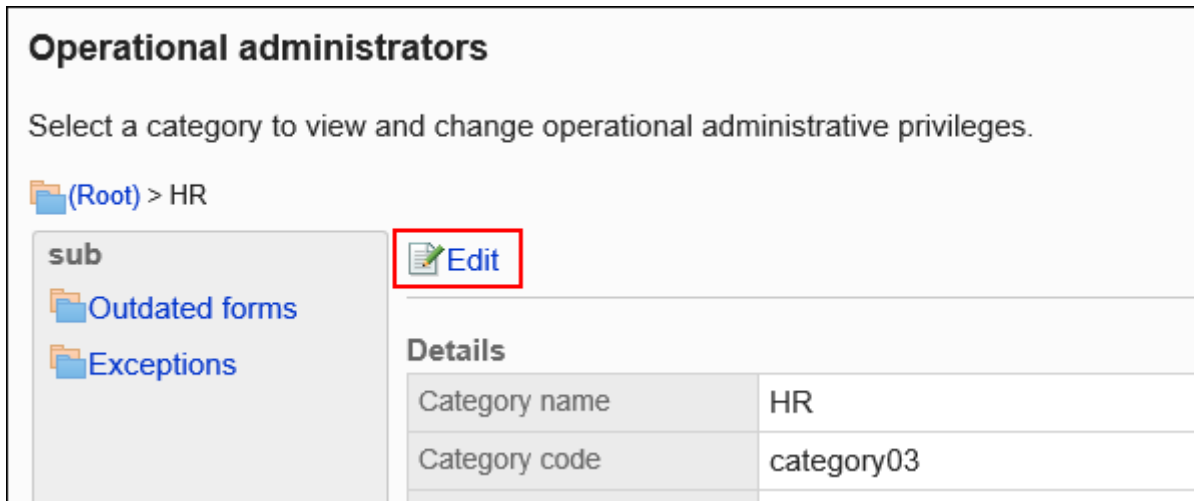 Operational administrators
Select a category to view and change operational administrative privileges.
(Root) > HR
sub
Outdated forms
Exceptions
Edit
Details
Category name HR
Category code category03